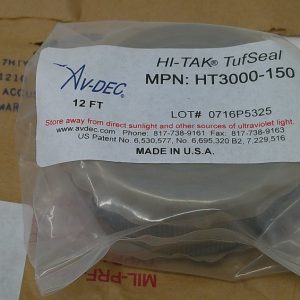 HI-TAK® TufSeal
AV-DEC®
MPN: HT3000-150
12 FT
LOT# 0716P5325
Store away from direct sunlight and other sources of ultraviolet light.
www.avdec.com Phone: 817-738-9161 Fax: 817-738-9163
US Patent No. 6,530,577, No. 6,695,320 B2, 7,229,516
MADE IN U.S.A.
MIL-PRF